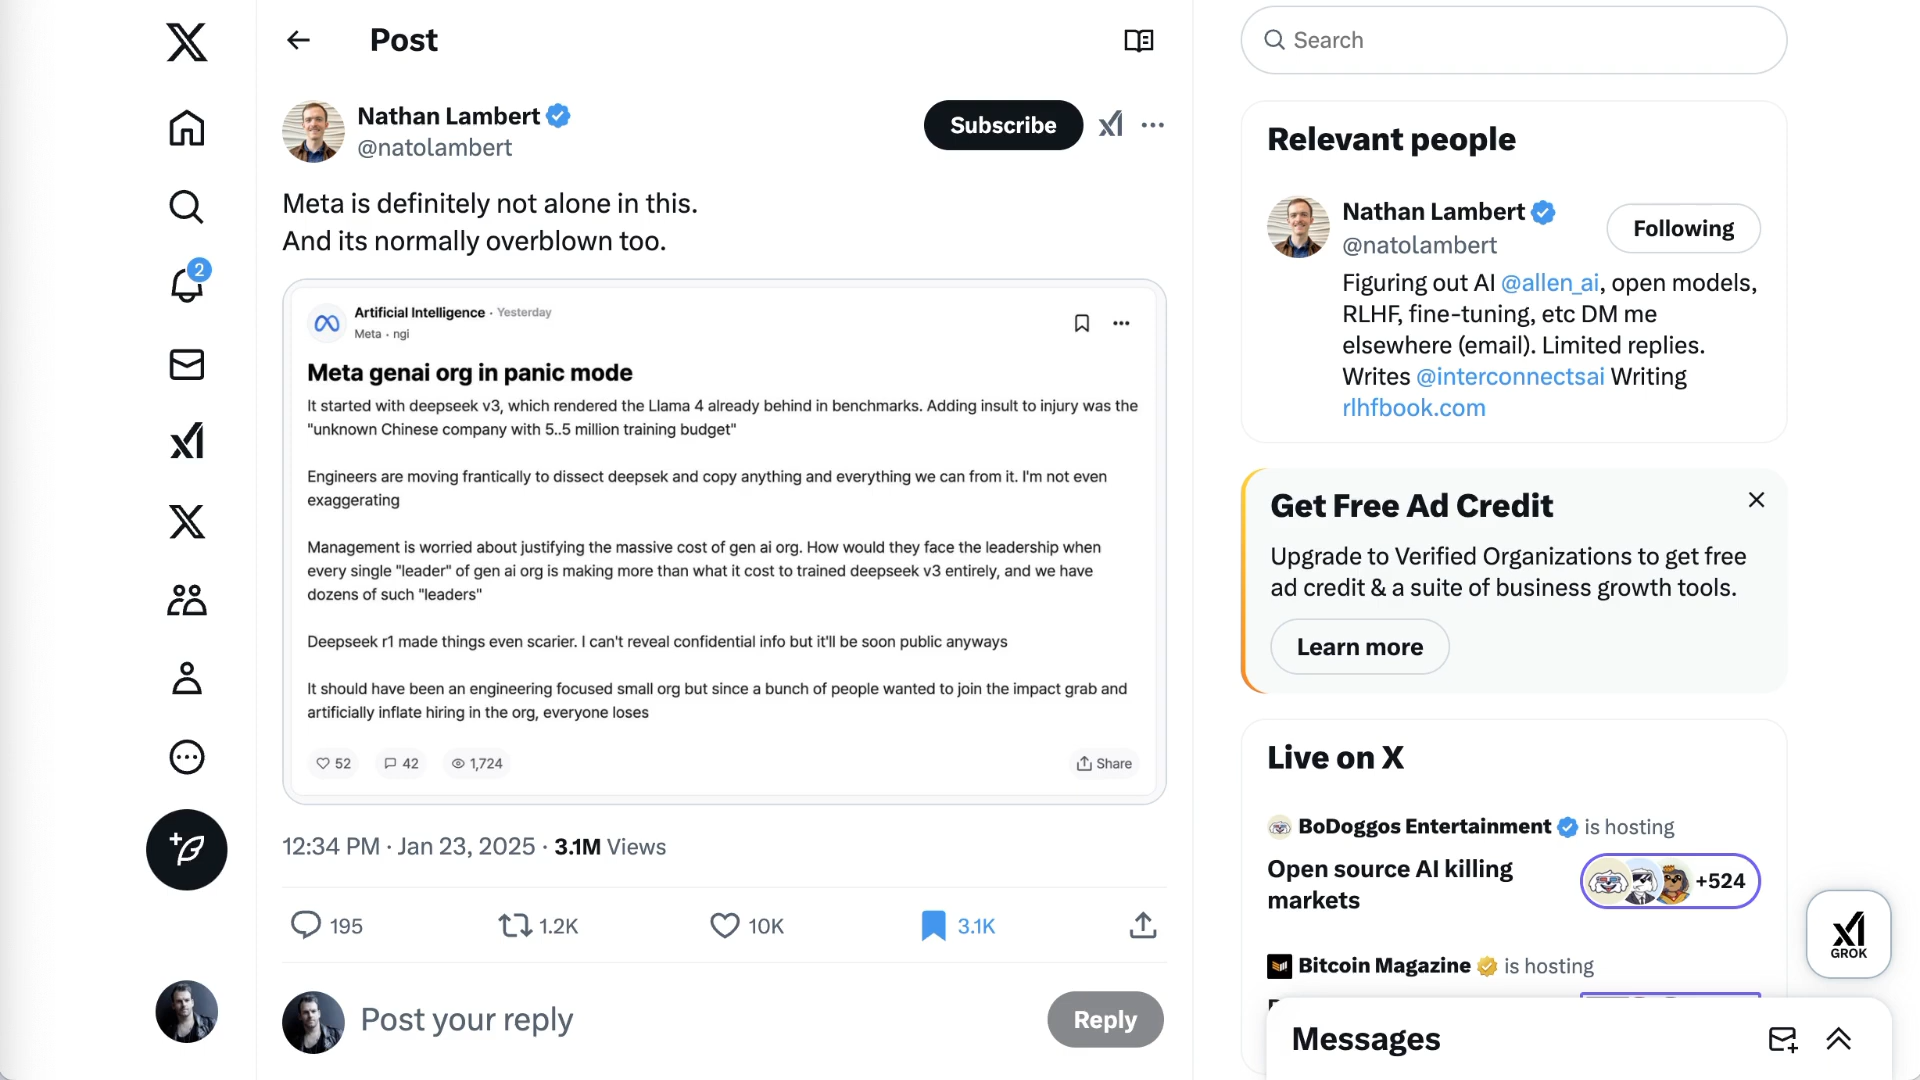 Post
Search
Nathan Lambert
@natolambert
Subscribe
Meta is definitely not alone in this.
And its normally overblown too.
Artificial Intelligence · Yesterday
Meta · ngi
Meta genai org in panic mode
It started with deepseek v3, which rendered the Llama 4 already behind in benchmarks. Adding insult to injury was the
"unknown Chinese company with 5..5 million training budget"
Engineers are moving frantically to dissect deepsek and copy anything and everything we can from it. I'm not even
exaggerating
Management is worried about justifying the massive cost of gen ai org. How would they face the leadership when
every single "leader" of gen ai org is making more than what it cost to trained deepseek v3 entirely, and we have
dozens of such "leaders"
Deepseek r1 made things even scarier. I can't reveal confidential info but it'll be soon public anyways
It should have been an engineering focused small org but since a bunch of people wanted to join the impact grab and
artificially inflate hiring in the org, everyone loses
52
42
1,724
Share
12:34 PM · Jan 23, 2025 · 3.1M Views
195
1.2K
10K
3.1K
Post your reply
Reply
2
Relevant people
Nathan Lambert
@natolambert
Following
Figuring out AI @allen_ai, open models,
RLHF, fine-tuning, etc DM me
elsewhere (email). Limited replies.
Writes @interconnectsai Writing
rlhfbook.com
Get Free Ad Credit
Upgrade to Verified Organizations to get free
ad credit & a suite of business growth tools.
Learn more
Live on X
BoDoggos Entertainment is hosting
Open source AI killing
markets
+524
Bitcoin Magazine is hosting
GROK
Messages